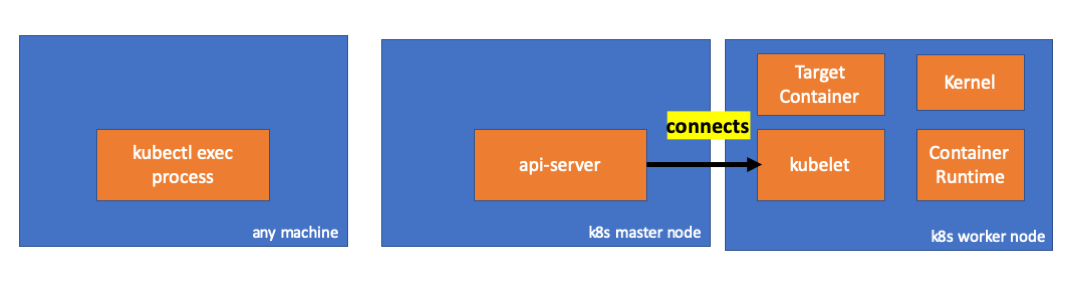 kubectl exec
process
any machine
api-server
k8s master node
connects
Target
Container
Kernel
kubelet
Container
Runtime
k8s worker node